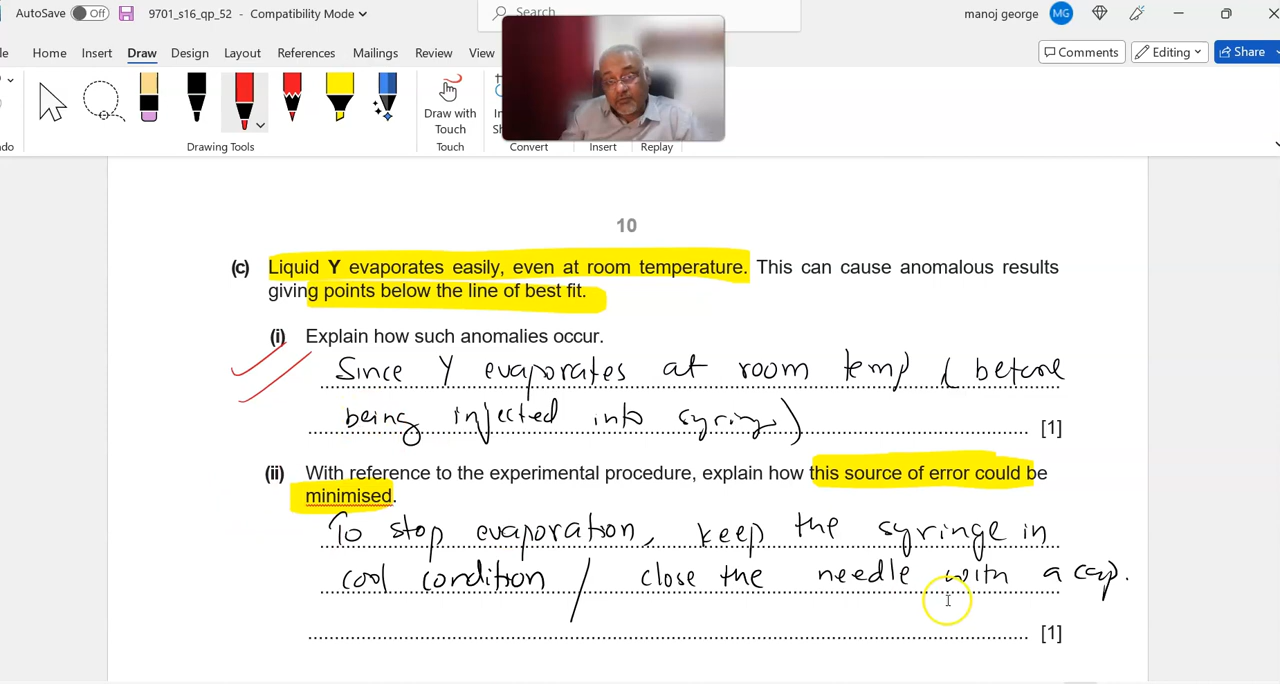 AutoSave Off 9701_s16_qp_52 - Compatibility Mode Search manoj george MG
Home Insert Draw Design Layout References Mailings Review View Comments Editing Share
Draw with Touch
Drawing Tools Touch Convert Insert Replay
10
(c) Liquid Y evaporates easily, even at room temperature. This can cause anomalous results
giving points below the line of best fit.
(i) Explain how such anomalies occur.
Since Y evaporates at room temp ( before
being injected into syringe)
[1]
(ii) With reference to the experimental procedure, explain how this source of error could be
minimised.
To stop evaporation, keep the syringe in
cool condition / close the needle with a cap.
[1]